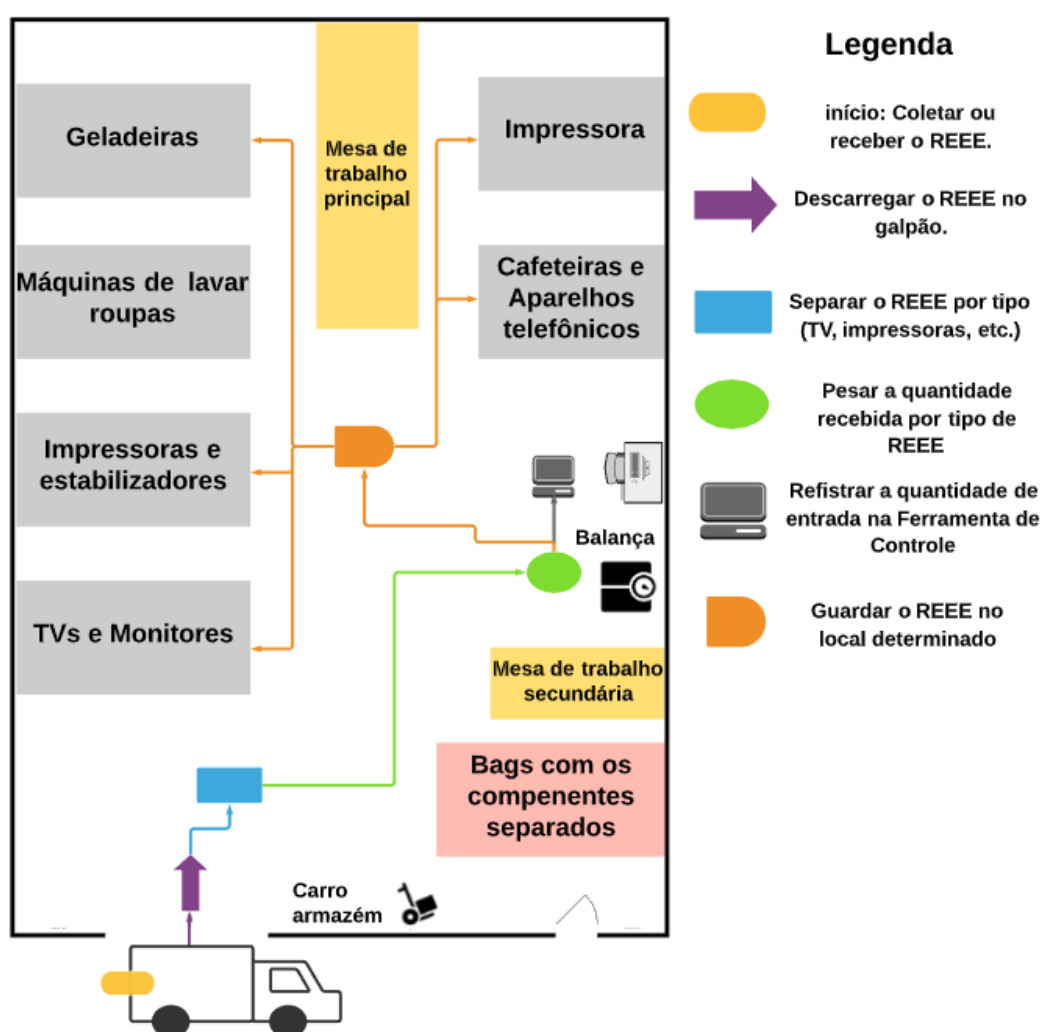 Geladeiras
Máquinas de lavar
roupas
Impressoras e
estabilizadores
TVs e Monitores
Mesa de
trabalho
principal
Impressora
Cafeteiras e
Aparelhos
telefônicos
Balança
Mesa de trabalho
secundária
Bags com os
compenentes
separados
Carro
armazém
Legenda
início: Coletar ou
receber o REEE.
Descarregar o REEE no
galpão.
Separar o REEE por tipo
(TV, impressoras, etc.)
Pesar a quantidade
recebida por tipo de
REEE
Refistrar a quantidade de
entrada na Ferramenta de
Controle
Guardar o REEE no
local determinado